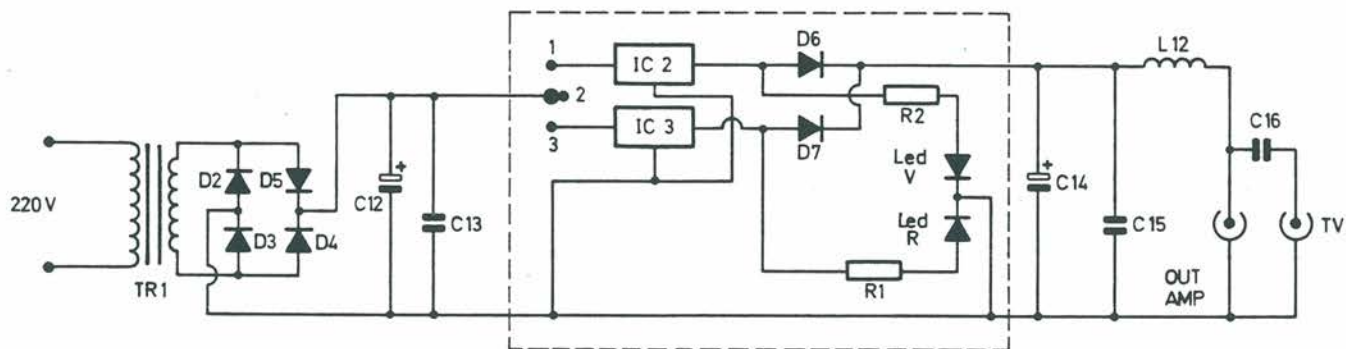 220 V
TR1
D2
D5
D3
D4
C12
+
C13
1
2
3
IC 2
IC 3
D6
D7
R2
R1
Led
V
Led
R
+
C14
C15
L 12
C16
OUT
AMP
TV